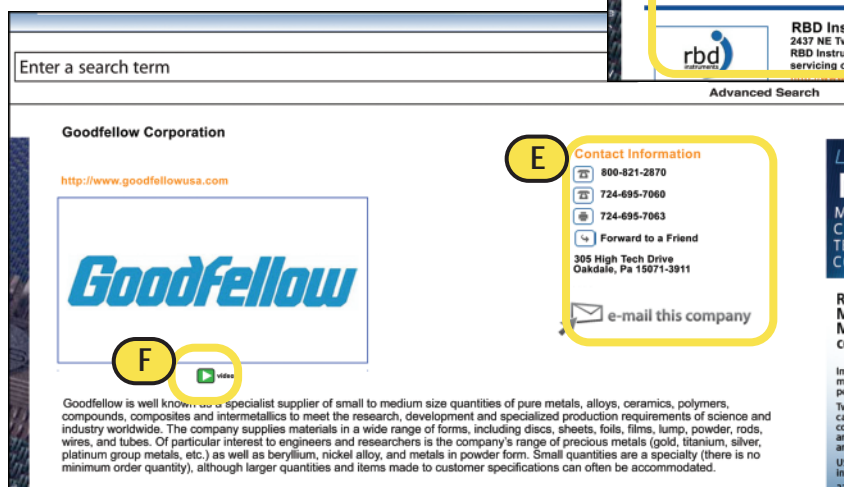 RBD Ins
2437 NE Tw
RBD Instru
servicing c
rbd
instruments
Enter a search term
Advanced Search
Goodfellow Corporation
http://www.goodfellowusa.com
Goodfellow
E
Contact Information
800-821-2870
724-695-7060
724-695-7063
Forward to a Friend
305 High Tech Drive
Oakdale, Pa 15071-3911
e-mail this company
F
video
Goodfellow is well known as a specialist supplier of small to medium size quantities of pure metals, alloys, ceramics, polymers,
compounds, composites and intermetallics to meet the research, development and specialized production requirements of science and
industry worldwide. The company supplies materials in a wide range of forms, including discs, sheets, foils, films, lump, powder, rods,
wires, and tubes. Of particular interest to engineers and researchers is the company's range of precious metals (gold, titanium, silver,
platinum group metals, etc.) as well as beryllium, nickel alloy, and metals in powder form. Small quantities are a specialty (there is no
minimum order quantity), although larger quantities and items made to customer specifications can often be accommodated.